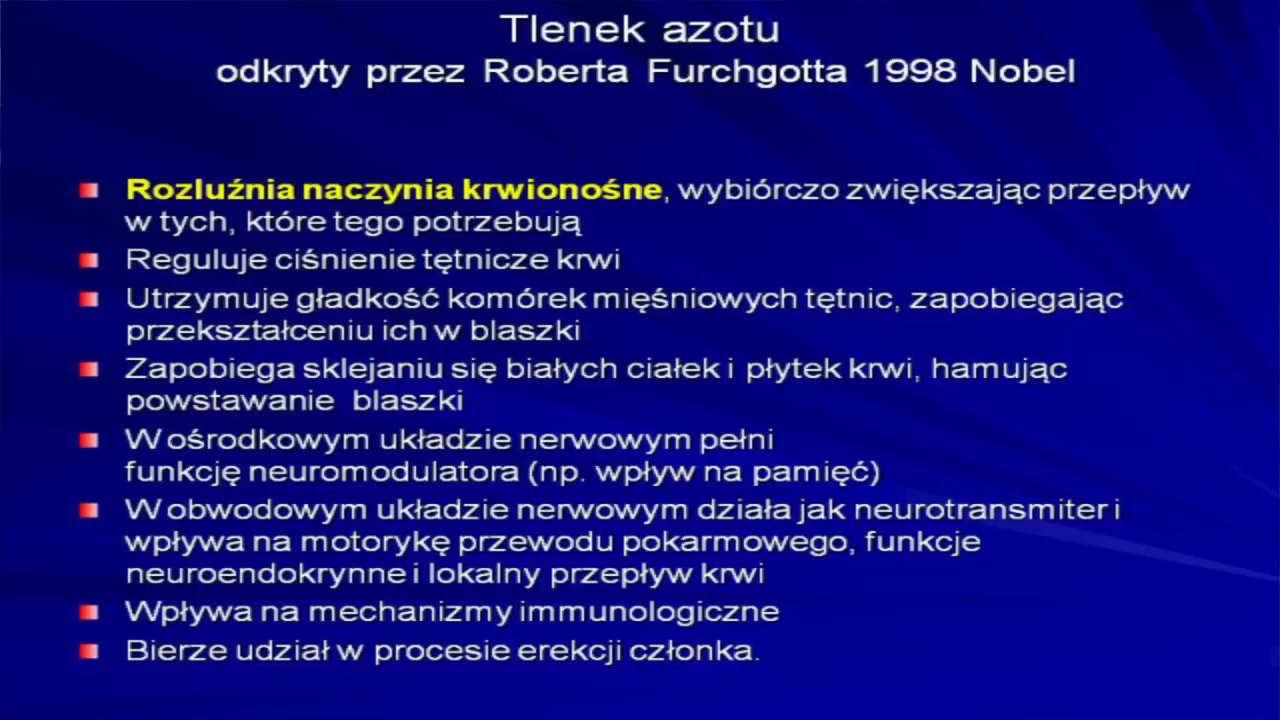 Tlenek azotu
odkryty przez Roberta Furchgotta 1998 Nobel
Rozluźnia naczynia krwionośne, wybiórczo zwiększając przepływ
w tych, które tego potrzebują
Reguluje ciśnienie tętnicze krwi
Utrzymuje gładkość komórek mięśniowych tętnic, zapobiegając
przekształceniu ich w blaszki
Zapobiega sklejaniu się białych ciałek i płytek krwi, hamując
powstawanie blaszki
W ośrodkowym układzie nerwowym pełni
funkcję neuromodulatora (np. wpływ na pamięć)
W obwodowym układzie nerwowym działa jak neurotransmiter i
wpływa na motorykę przewodu pokarmowego, funkcje
neuroendokrynne i lokalny przepływ krwi
Wpływa na mechanizmy immunologiczne
Bierze udział w procesie erekcji członka.